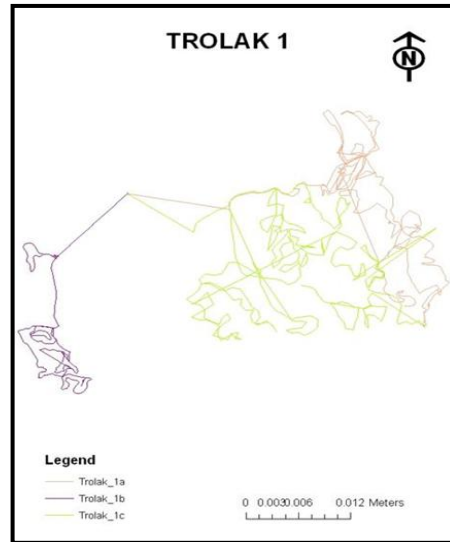 TROLAK 1
N
Legend
Trolak_1a
Trolak_1b
Trolak_1c
0 0.0030.006 0.012 Meters